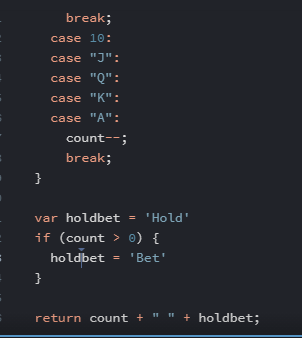 break;
case 10:
case "J":
case "Q":
case "K":
case "A":
count--;
break;
}
var holdbet = 'Hold'
if (count > 0) {
holdbet = 'Bet'
}
return count + " " + holdbet;